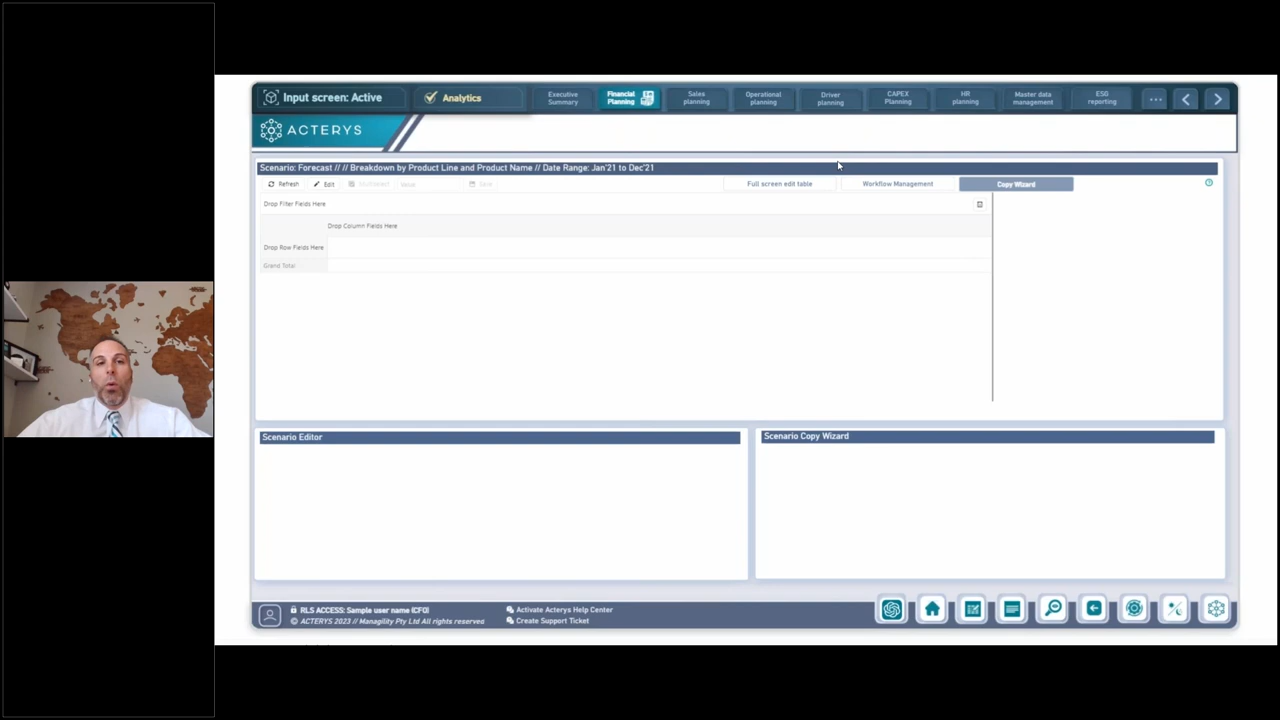 Input screen: Active
Analytics
Executive
Summary
Financial
Planning
Sales
planning
Operational
planning
Driver
planning
CAPEX
Planning
HR
planning
Master data
management
ESG
reporting
ACTERYS
Scenario: Forecast // // Breakdown by Product Line and Product Name // Date Range: Jan'21 to Dec'21
Refresh
Edit
Value
Save
Full screen edit table
Workflow Management
Copy Wizard
Drop Filter Fields Here
Drop Column Fields Here
Drop Row Fields Here
Grand Total
Scenario Editor
Scenario Copy Wizard
RLS ACCESS: Sample user name (CFO)
© ACTERYS 2023 // Managility Pty Ltd All rights reserved
Activate Acterys Help Center
Create Support Ticket